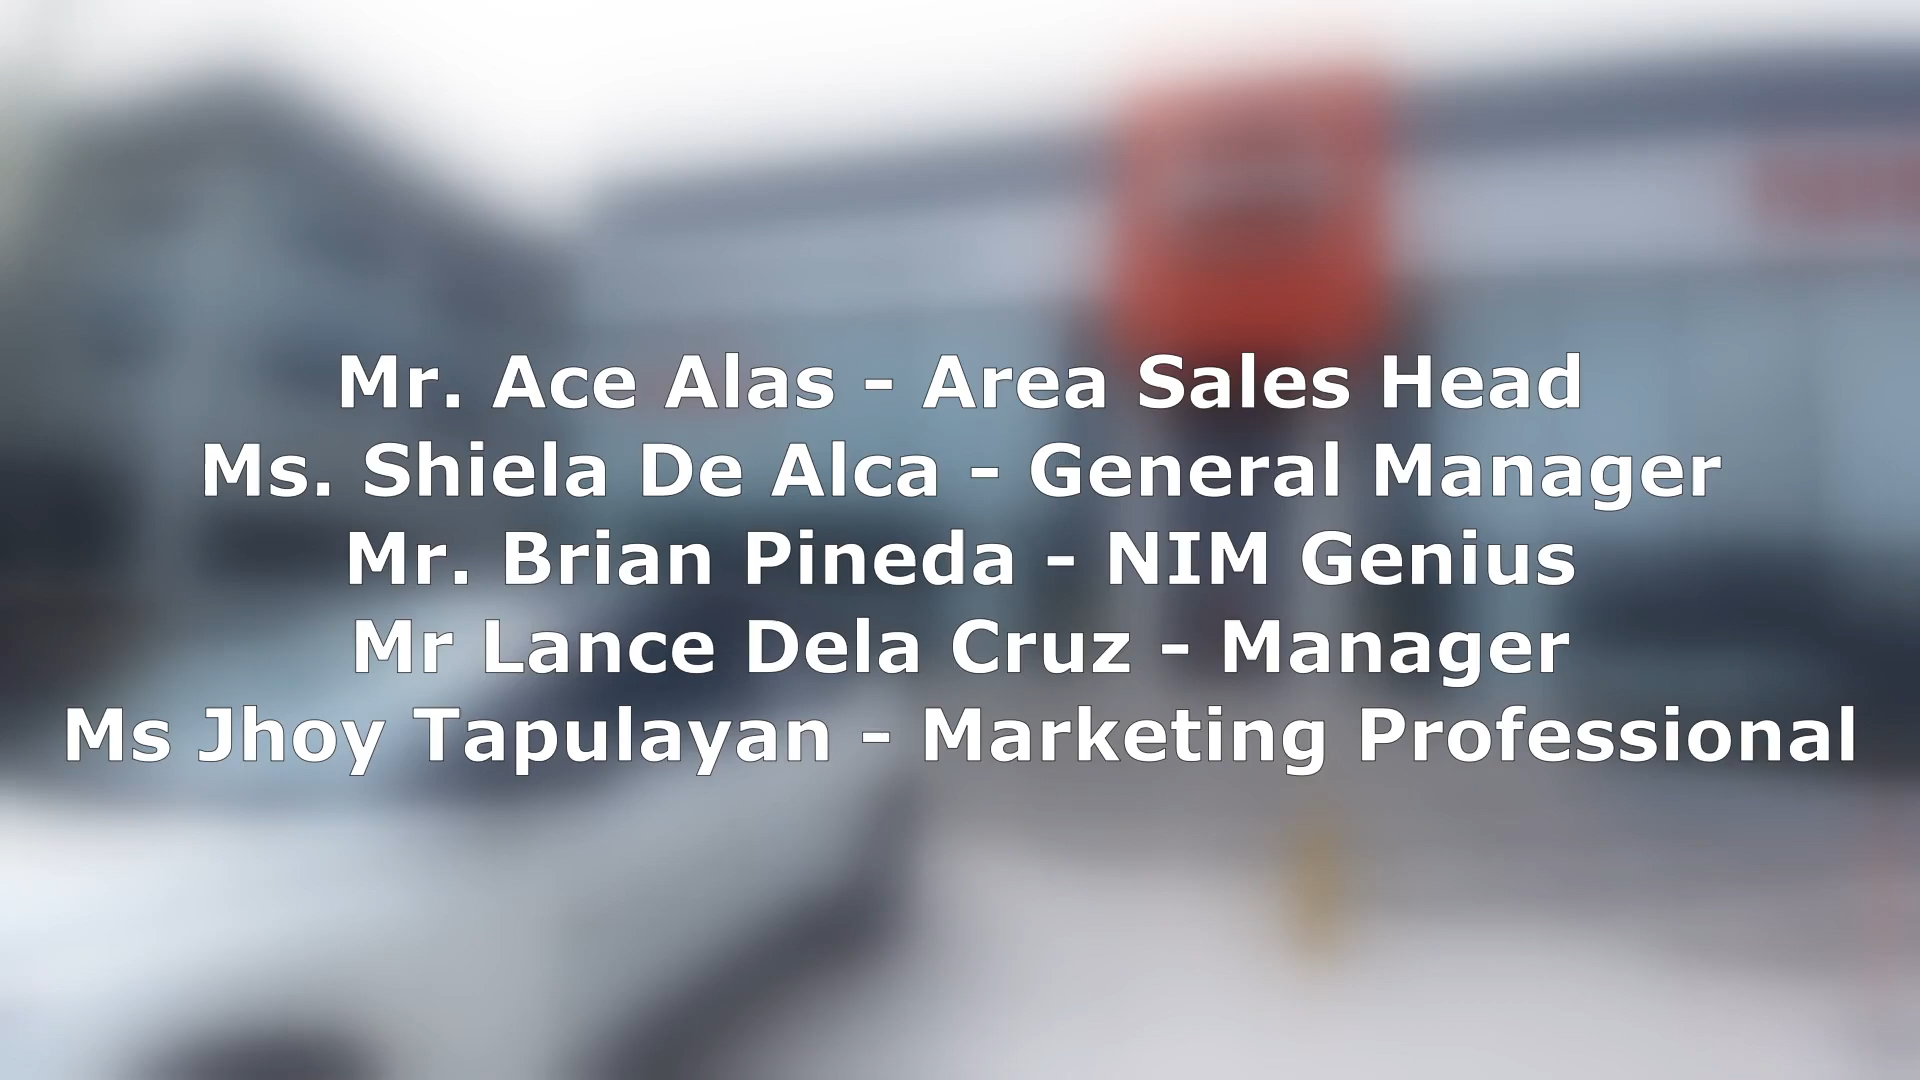 Mr. Ace Alas - Area Sales Head
Ms. Shiela De Alca - General Manager
Mr. Brian Pineda - NIM Genius
Mr Lance Dela Cruz - Manager
Ms Jhoy Tapulayan - Marketing Professional